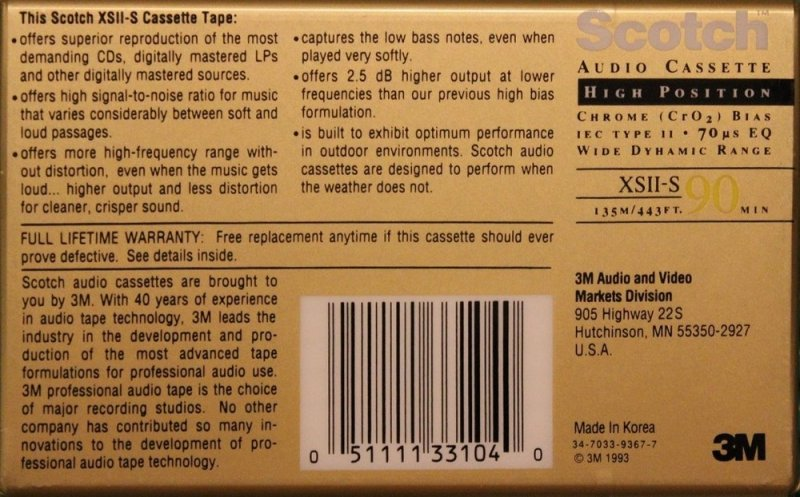 This Scotch XSII-S Cassette Tape:
•offers superior reproduction of the most
demanding CDs, digitally mastered LPs
and other digitally mastered sources.
•offers high signal-to-noise ratio for music
that varies considerably between soft and
loud passages.
•offers more high-frequency range with-
out distortion, even when the music gets
loud... higher output and less distortion
for cleaner, crisper sound.
•captures the low bass notes, even when
played very softly.
•offers 2.5 dB higher output at lower
frequencies than our previous high bias
formulation.
•is built to exhibit optimum performance
in outdoor environments. Scotch audio
cassettes are designed to perform when
the weather does not.
FULL LIFETIME WARRANTY: Free replacement anytime if this cassette should ever
prove defective. See details inside.
Scotch audio cassettes are brought to
you by 3M. With 40 years of experience
in audio tape technology, 3M leads the
industry in the development and pro-
duction of the most advanced tape
formulations for professional audio use.
3M professional audio tape is the choice
of major recording studios. No other
company has contributed so many in-
novations to the development of pro-
fessional audio tape technology.
0 51111 33104 0
Scotch™
AUDIO CASSETTE
HIGH POSITION
CHROME (CrO2) BIAS
IEC TYPE II • 70µs EQ
WIDE DYHAMIC RANGE
XSII-S 90 MIN
135M/443FT.
3M Audio and Video
Markets Division
905 Highway 22S
Hutchinson, MN 55350-2927
U.S.A.
Made In Korea
34-7033-9367-7
© 3M 1993
3M